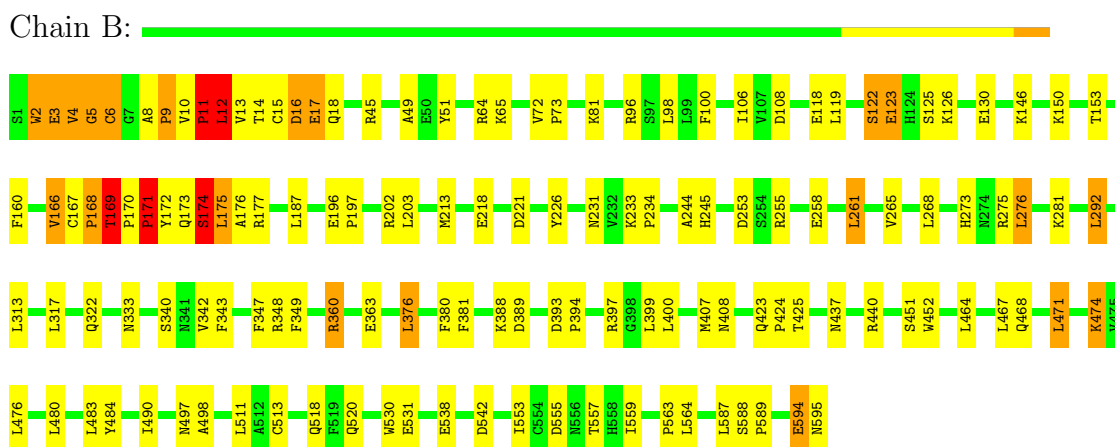 Chain B:
S1 W2 E3 V4 G5 C6 G7 A8 P9 V10 P11 L12 V13 T14 C15 D16 E17 Q18 R45 A49 E50 Y51 R64 K65 V72 P73 K81 R96 S97 L98 L99 F100 I106 V107 D108 E118 L119 S122 E123 H124 S125 K126 E130 K146 K150 T153
F160 V166 C167 P168 T169 P170 P171 Y172 Q173 S174 L175 A176 R177 L187 E196 P197 R202 L203 M213 E218 D221 Y226 N231 V232 K233 P234 A244 H245 D253 S254 R255 E258 L261 V265 L268 H273 N274 R275 L276 K281 L292
L313 L317 Q322 N333 S340 N341 V342 F343 F347 R348 F349 R360 E363 L376 F380 F381 K388 D389 D393 P394 R397 G398 L399 L400 M407 N408 Q423 P424 T425 N437 R440 S451 W452 L464 L467 Q468 L471 K474 V475
L476 L480 L483 Y484 I490 N497 A498 L511 A512 C513 Q518 F519 Q520 W530 E531 E538 D542 I553 C554 D555 N556 T557 H558 I559 P563 L564 L587 S588 P589 E594 N595